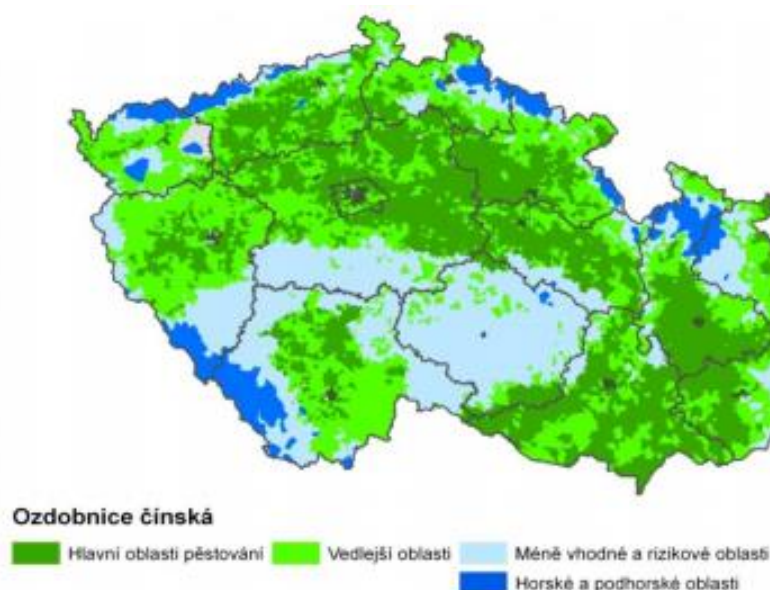 Ozdobnice čínská
Hlavní oblasti pěstování Vedlejší oblasti Méně vhodné a rizikové oblasti
Horské a podhorské oblasti